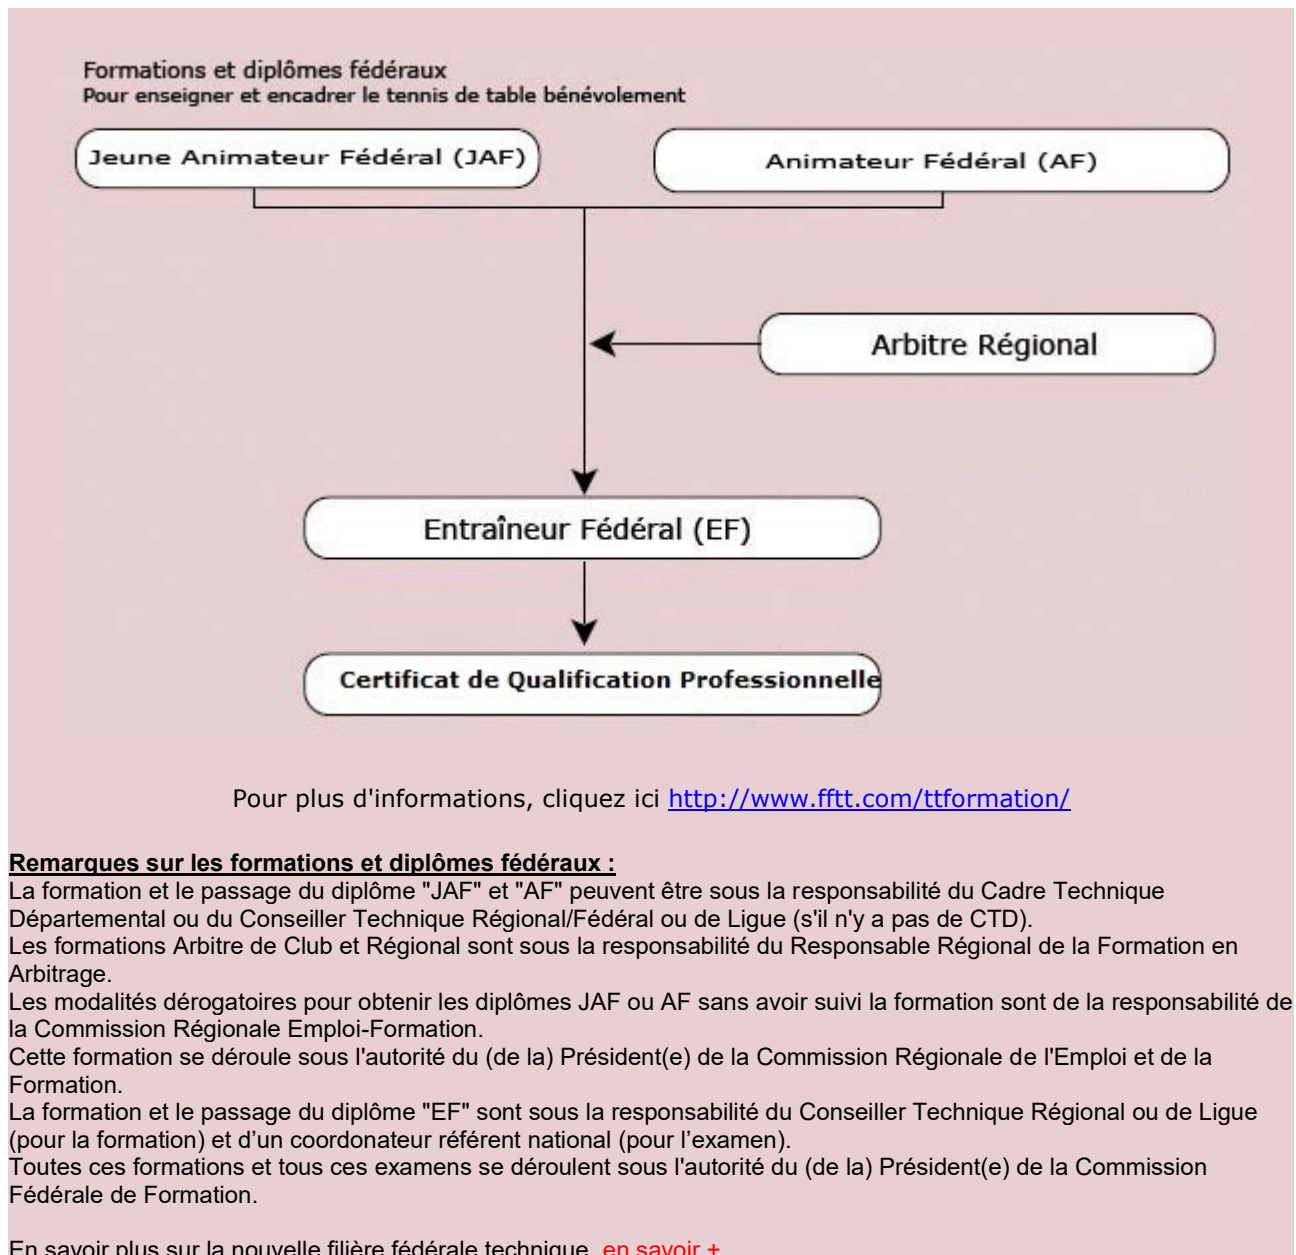 Formations et diplômes fédéraux
Pour enseigner et encadrer le tennis de table bénévolement
Jeune Animateur Fédéral (JAF)
Animateur Fédéral (AF)
Arbitre Régional
Entraîneur Fédéral (EF)
Certificat de Qualification Professionnelle
Pour plus d'informations, cliquez ici http://www.fftt.com/ttformation/
Remarques sur les formations et diplômes fédéraux :
La formation et le passage du diplôme "JAF" et "AF" peuvent être sous la responsabilité du Cadre Technique
Départemental ou du Conseiller Technique Régional/Fédéral ou de Ligue (s'il n'y a pas de CTD).
Les formations Arbitre de Club et Régional sont sous la responsabilité du Responsable Régional de la Formation en
Arbitrage.
Les modalités dérogatoires pour obtenir les diplômes JAF ou AF sans avoir suivi la formation sont de la responsabilité de
la Commission Régionale Emploi-Formation.
Cette formation se déroule sous l'autorité du (de la) Président(e) de la Commission Régionale de l'Emploi et de la
Formation.
La formation et le passage du diplôme "EF" sont sous la responsabilité du Conseiller Technique Régional ou de Ligue
(pour la formation) et d’un coordonateur référent national (pour l’examen).
Toutes ces formations et tous ces examens se déroulent sous l'autorité du (de la) Président(e) de la Commission
Fédérale de Formation.
En savoir plus sur la nouvelle filière fédérale technique en savoir +